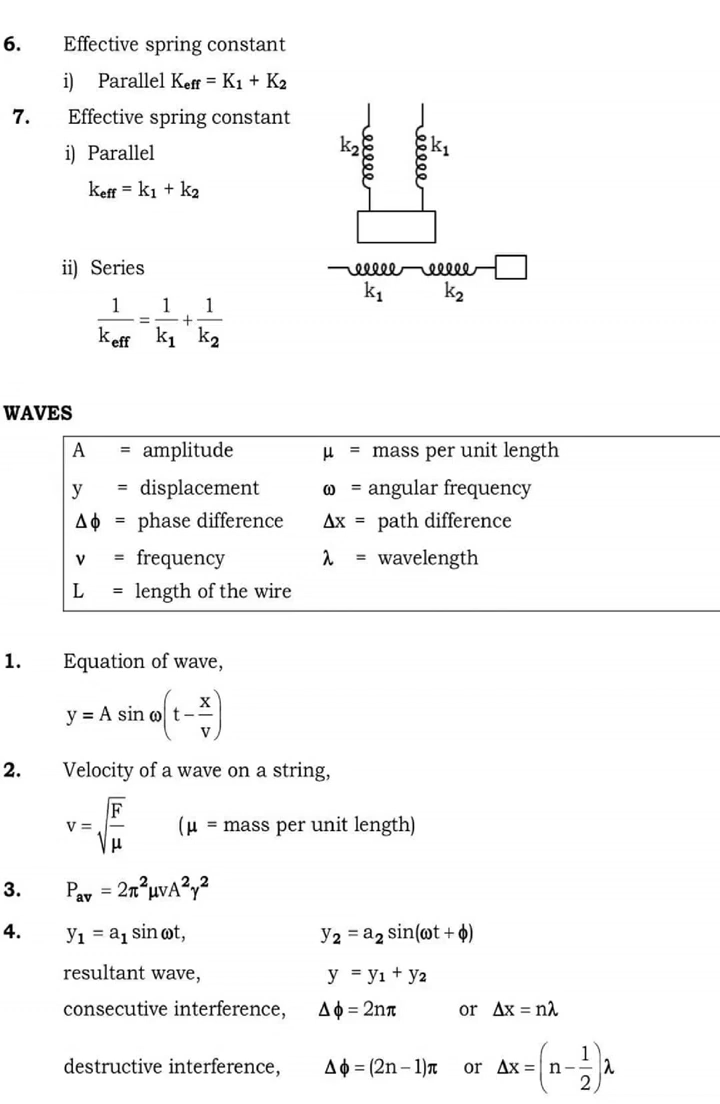 6. Effective spring constant
i) Parallel Keff = K₁ + K₂
7. Effective spring constant
i) Parallel
keff = k₁ + k₂
k₂ k₁
ii) Series
k₁ k₂
1/keff = 1/k₁ + 1/k₂
WAVES
A = amplitude μ = mass per unit length
y = displacement ω = angular frequency
Δϕ = phase difference Δx = path difference
ν = frequency λ = wavelength
L = length of the wire
1. Equation of wave,
y = A sin ω(t − x/v)
2. Velocity of a wave on a string,
v = √(F/μ) (μ = mass per unit length)
3. Pav = 2π²μvA²γ²
4. y₁ = a₁ sin ωt, y₂ = a₂ sin(ωt + ϕ)
resultant wave, y = y₁ + y₂
consecutive interference, Δϕ = 2nπ or Δx = nλ
destructive interference, Δϕ = (2n − 1)π or Δx = (n − 1/2)λ